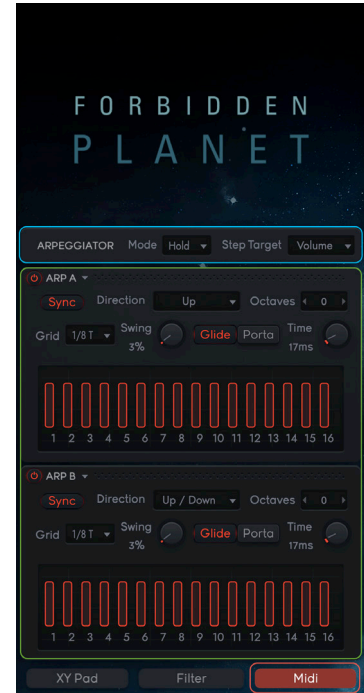 FORBIDDEN
PLANET
ARPEGGIATOR Mode Hold Step Target Volume
ARP A
Sync Direction Up Octaves 0
Grid 1/8 T Swing 3% Glide Porta Time 17ms
1 2 3 4 5 6 7 8 9 10 11 12 13 14 15 16
ARP B
Sync Direction Up / Down Octaves 0
Grid 1/8 T Swing 3% Glide Porta Time 17ms
1 2 3 4 5 6 7 8 9 10 11 12 13 14 15 16
XY Pad Filter Midi